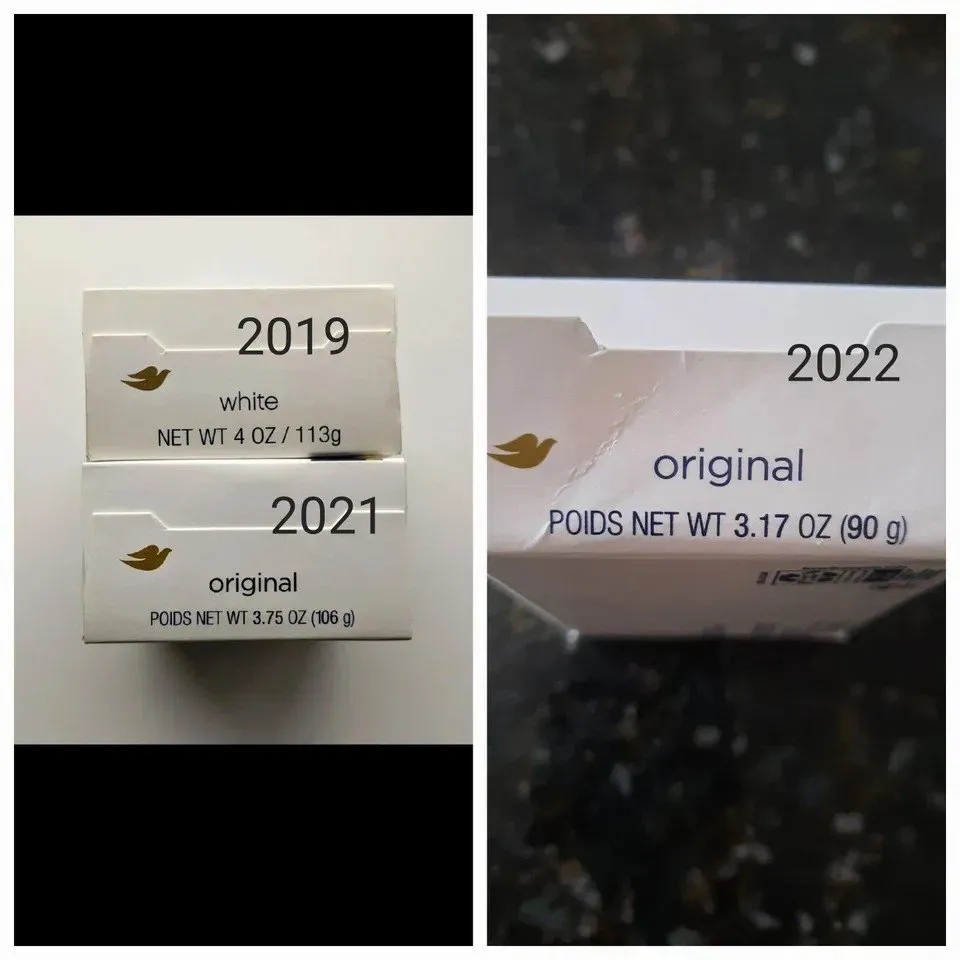 2019
white
NET WT 4 OZ / 113g
2021
original
POIDS NET WT 3.75 OZ (106 g)
2022
original
POIDS NET WT 3.17 OZ (90 g)